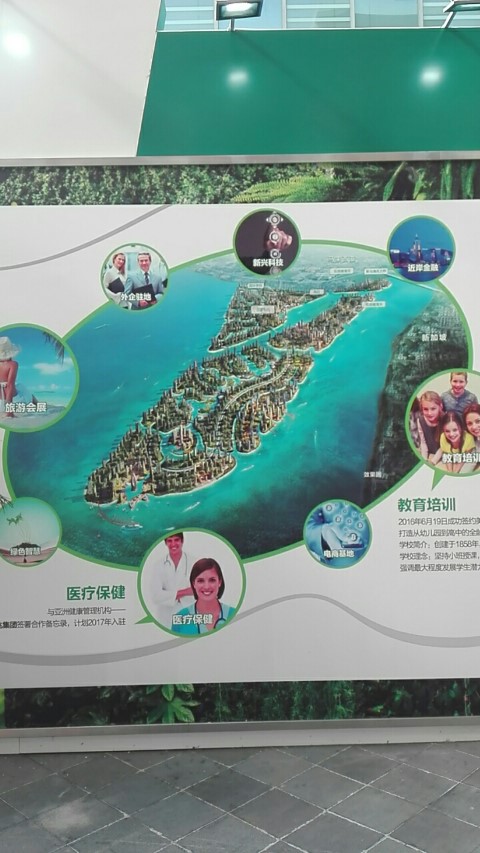 新兴科技
近岸金融
外企驻地
新加坡
旅游会展
教育培训
效果图
教育培训
2016年6月19日成功签约美
打造从幼儿园到高中的全龄
学校简介：创建于1858年，
学校理念：坚持小班授课，
强调最大程度发展学生潜
绿色智慧
电商基地
医疗保健
与亚洲健康管理机构——
集团签署合作备忘录，计划2017年入驻
医疗保健